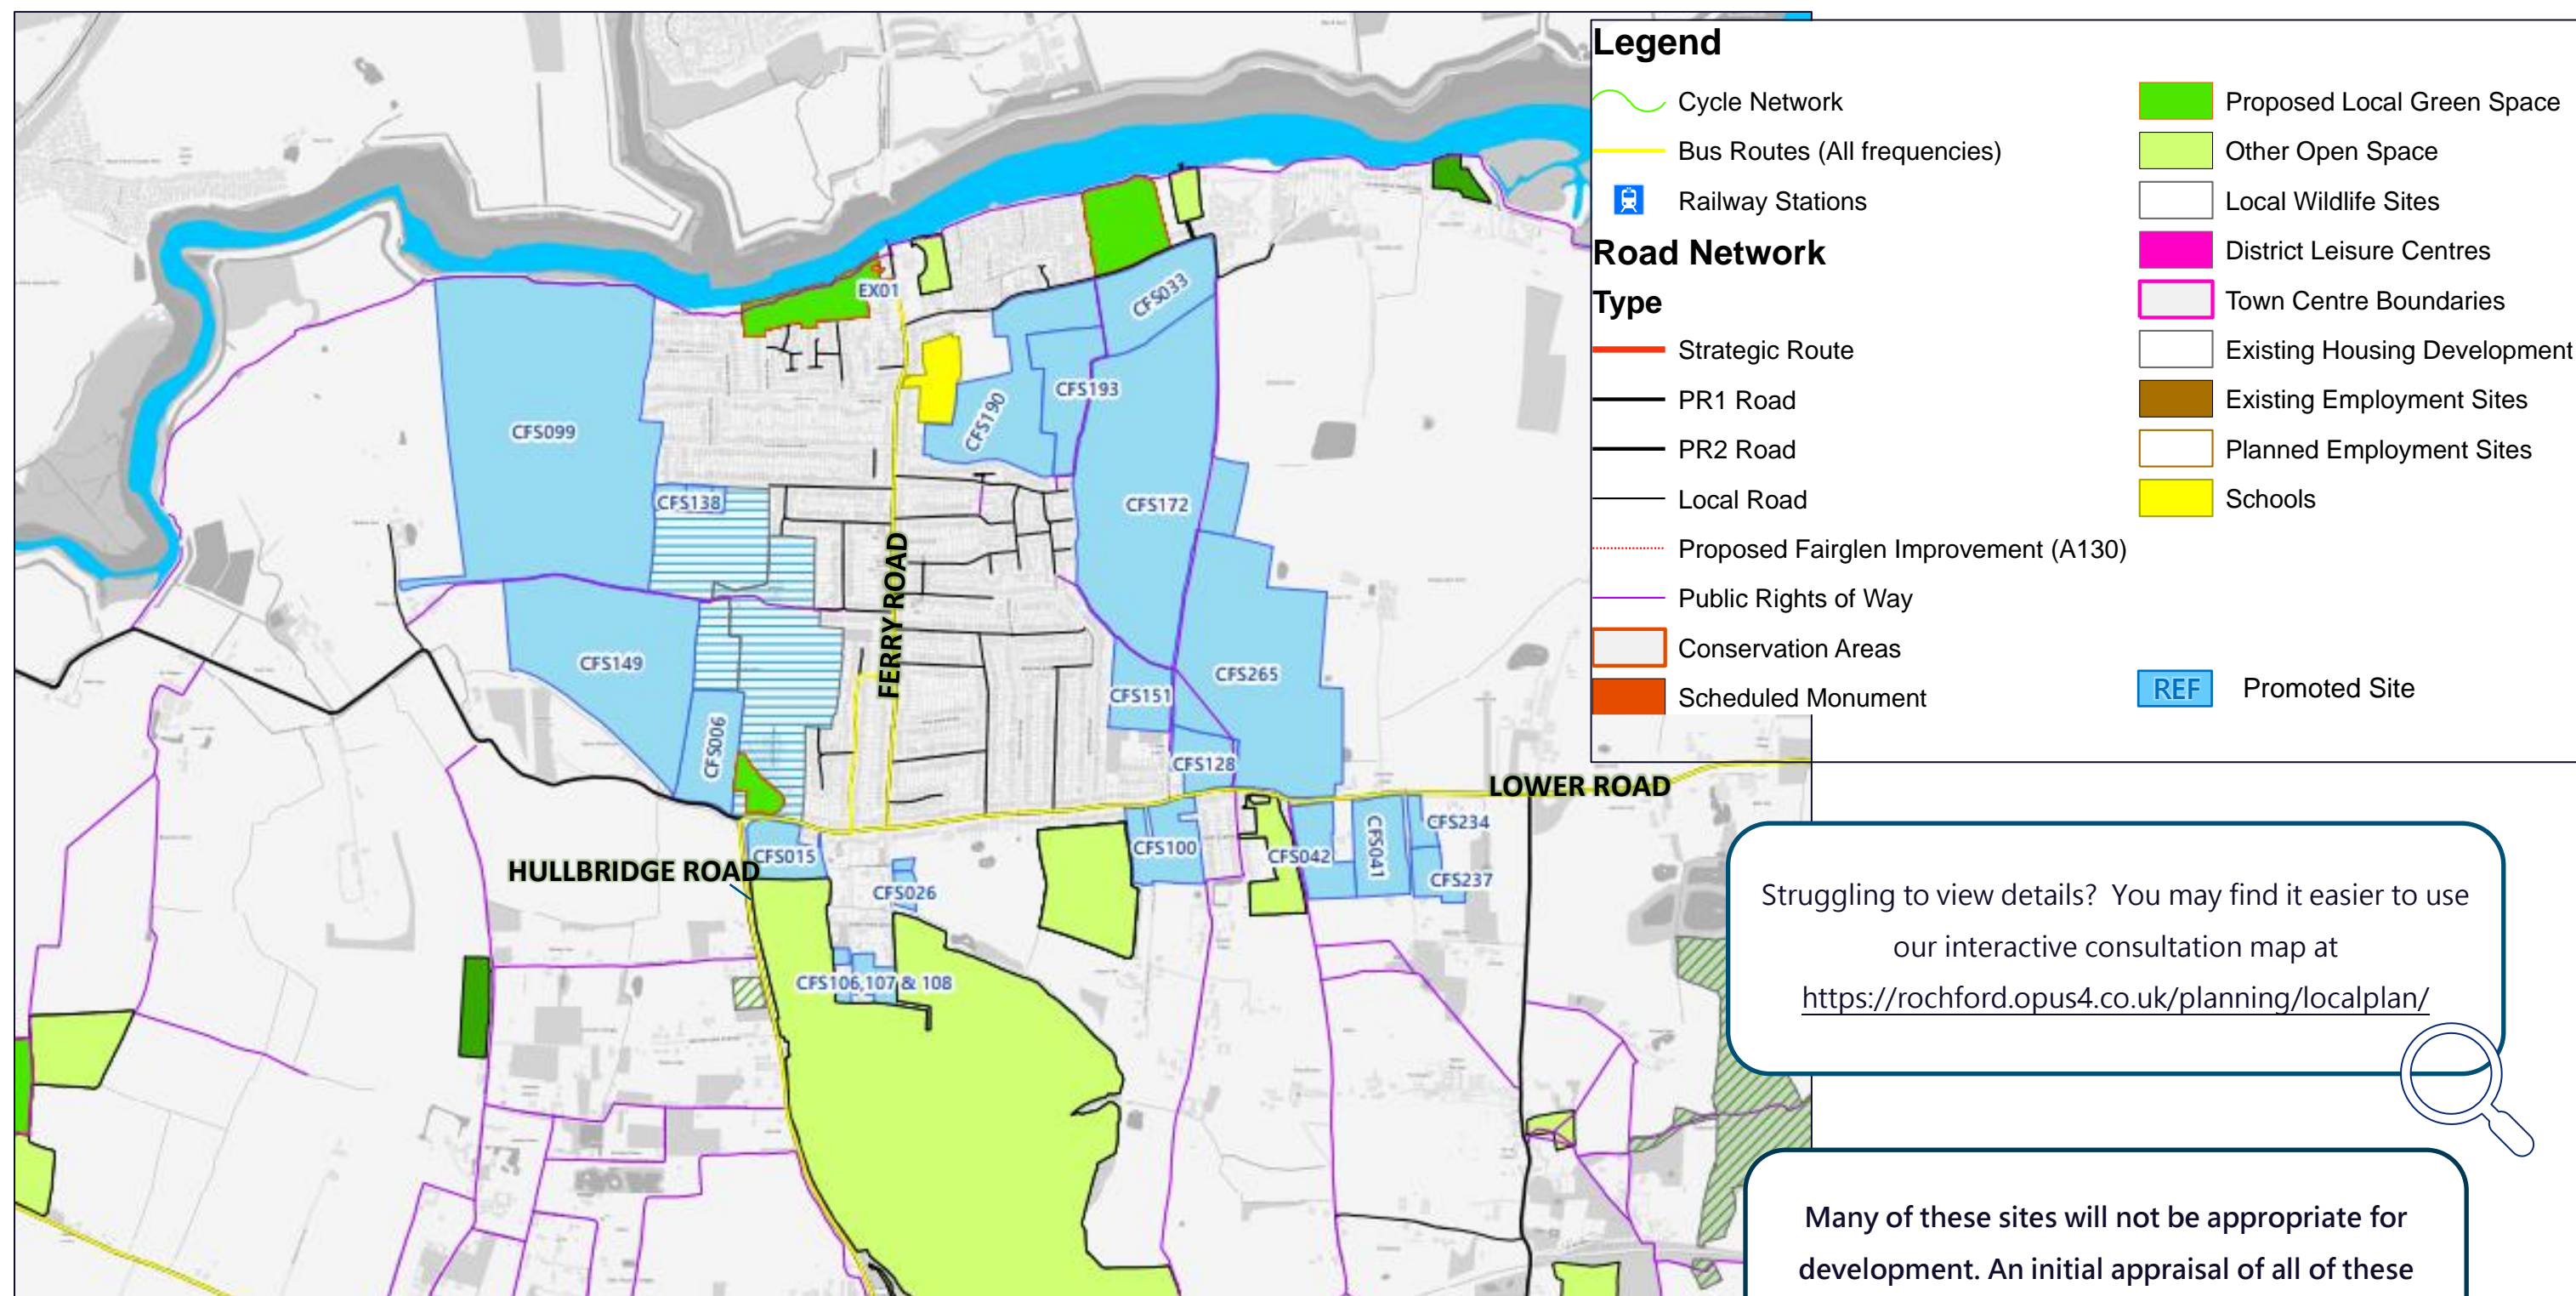 EX01
CFS033
CFS193
CFS190
CFS099
CFS138
CFS172
FERRY ROAD
CFS149
CFS151
CFS265
CFS006
CFS128
LOWER ROAD
CFS015
HULLBRIDGE ROAD
CFS026
CFS100
CFS042
CFS041
CFS234
CFS237
CFS106,107 & 108
Legend
Cycle Network
Bus Routes (All frequencies)
Railway Stations
Road Network
Type
Strategic Route
PR1 Road
PR2 Road
Local Road
Proposed Fairglen Improvement (A130)
Public Rights of Way
Conservation Areas
Scheduled Monument
Proposed Local Green Space
Other Open Space
Local Wildlife Sites
District Leisure Centres
Town Centre Boundaries
Existing Housing Development
Existing Employment Sites
Planned Employment Sites
Schools
REF Promoted Site
Struggling to view details? You may find it easier to use
our interactive consultation map at
https://rochford.opus4.co.uk/planning/localplan/
Many of these sites will not be appropriate for
development. An initial appraisal of all of these